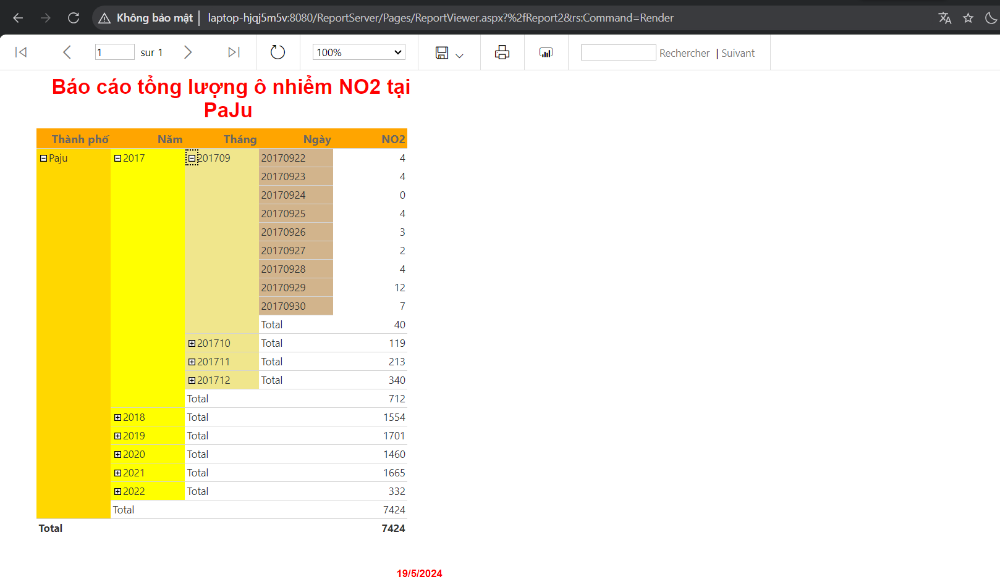 Không bảo mật | laptop-hjqj5m5v:8080/ReportServer/Pages/ReportViewer.aspx?%2fReport2&rs:Command=Render
1 sur 1 100% Rechercher | Suivant
Báo cáo tổng lượng ô nhiễm NO2 tại
PaJu
Thành phố Năm Tháng Ngày NO2
Paju 2017 201709 20170922 4
20170923 4
20170924 0
20170925 4
20170926 3
20170927 2
20170928 4
20170929 12
20170930 7
Total 40
201710 Total 119
201711 Total 213
201712 Total 340
Total 712
2018 Total 1554
2019 Total 1701
2020 Total 1460
2021 Total 1665
2022 Total 332
Total 7424
Total 7424
19/5/2024